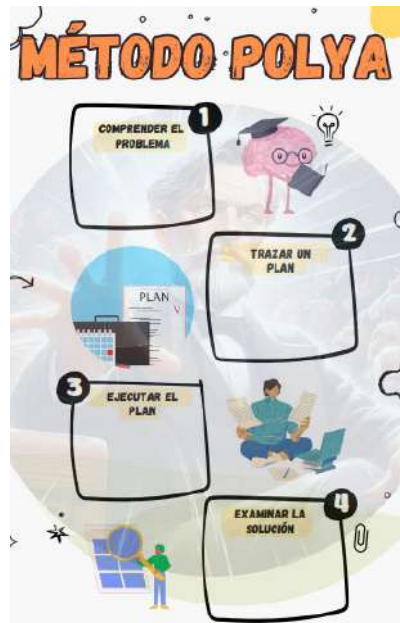 MÉTODO POLYA
1
COMPRENDER EL
PROBLEMA
2
TRAZAR UN
PLAN
PLAN
3
EJECUTAR EL
PLAN
4
EXAMINAR LA
SOLUCIÓN